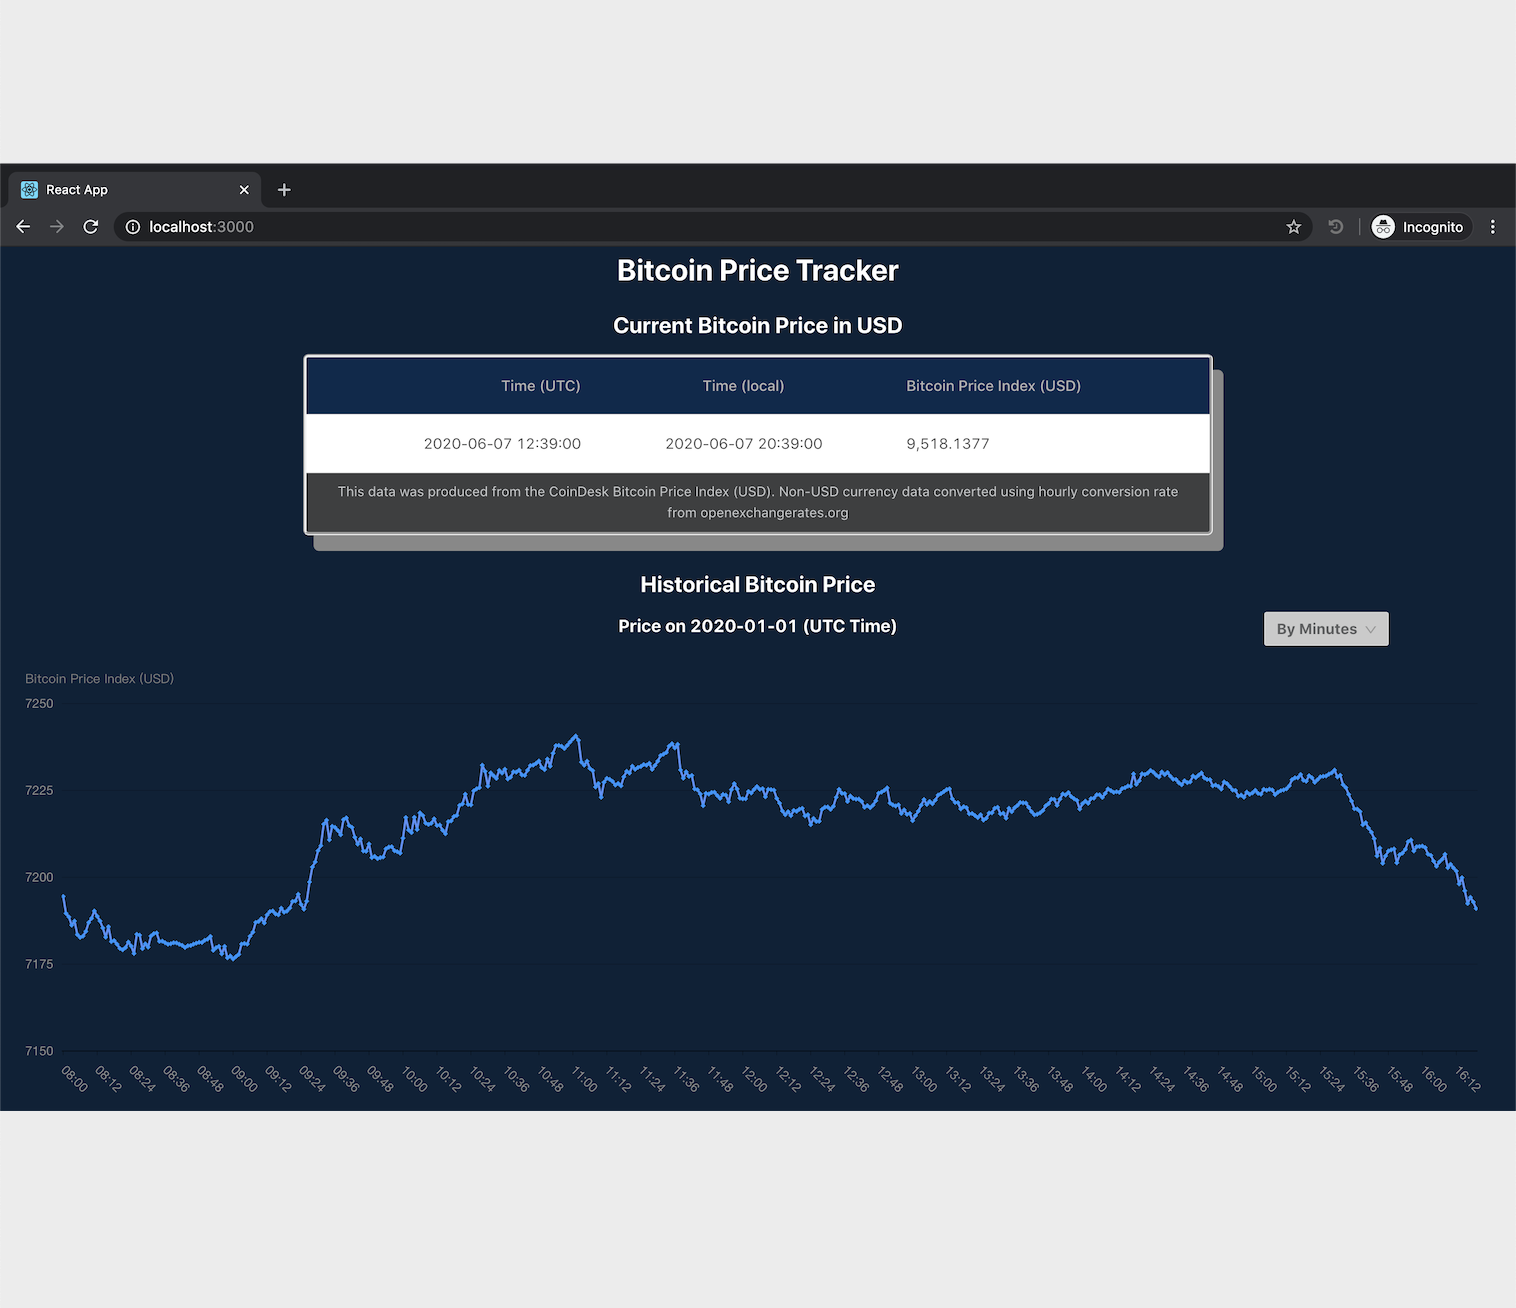 React App
localhost:3000
Incognito
Bitcoin Price Tracker
Current Bitcoin Price in USD
Time (UTC) Time (local) Bitcoin Price Index (USD)
2020-06-07 12:39:00 2020-06-07 20:39:00 9,518.1377
This data was produced from the CoinDesk Bitcoin Price Index (USD). Non-USD currency data converted using hourly conversion rate
from openexchangerates.org
Historical Bitcoin Price
Price on 2020-01-01 (UTC Time)
By Minutes
Bitcoin Price Index (USD)
7250
7225
7200
7175
7150
08:00 08:12 08:24 08:36 08:48 09:00 09:12 09:24 09:36 09:48 10:00 10:12 10:24 10:36 10:48 11:00 11:12 11:24 11:36 11:48 12:00 12:12 12:24 12:36 12:48 13:00 13:12 13:24 13:36 13:48 14:00 14:12 14:24 14:36 14:48 15:00 15:12 15:24 15:36 15:48 16:00 16:12